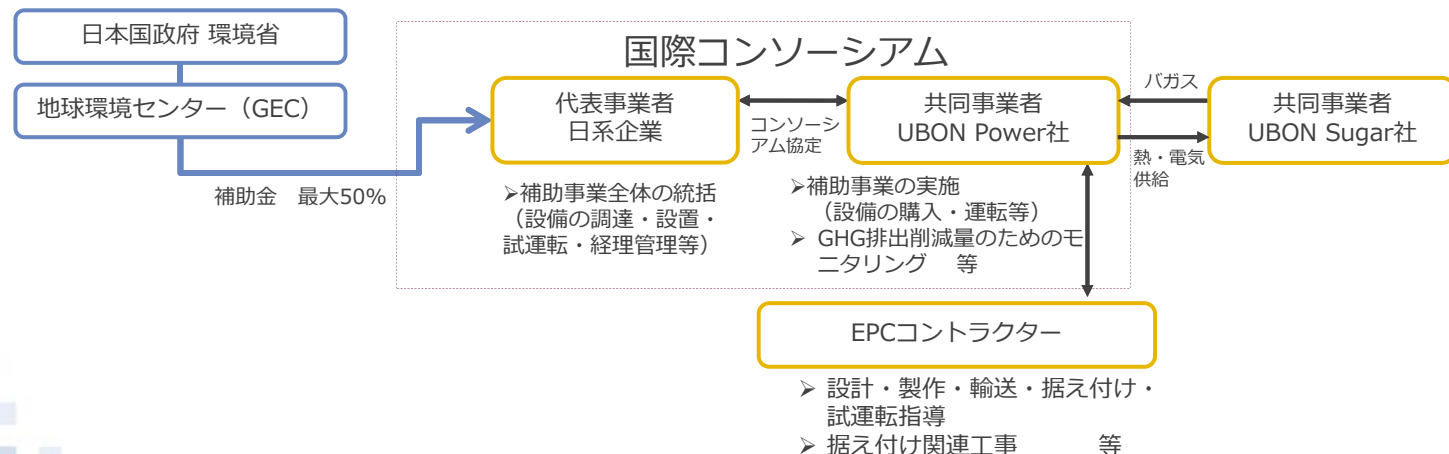 日本国政府 環境省
地球環境センター（GEC）
補助金　最大50%
国際コンソーシアム
代表事業者
日系企業
コンソーシ
アム協定
共同事業者
UBON Power社
バガス
熱・電気
供給
共同事業者
UBON Sugar社
➢補助事業全体の統括
（設備の調達・設置・
試運転・経理管理等）
➢補助事業の実施
（設備の購入・運転等）
➢ GHG排出削減量のためのモ
ニタリング　等
EPCコントラクター
➢ 設計・製作・輸送・据え付け・
試運転指導
➢ 据え付け関連工事　　　等